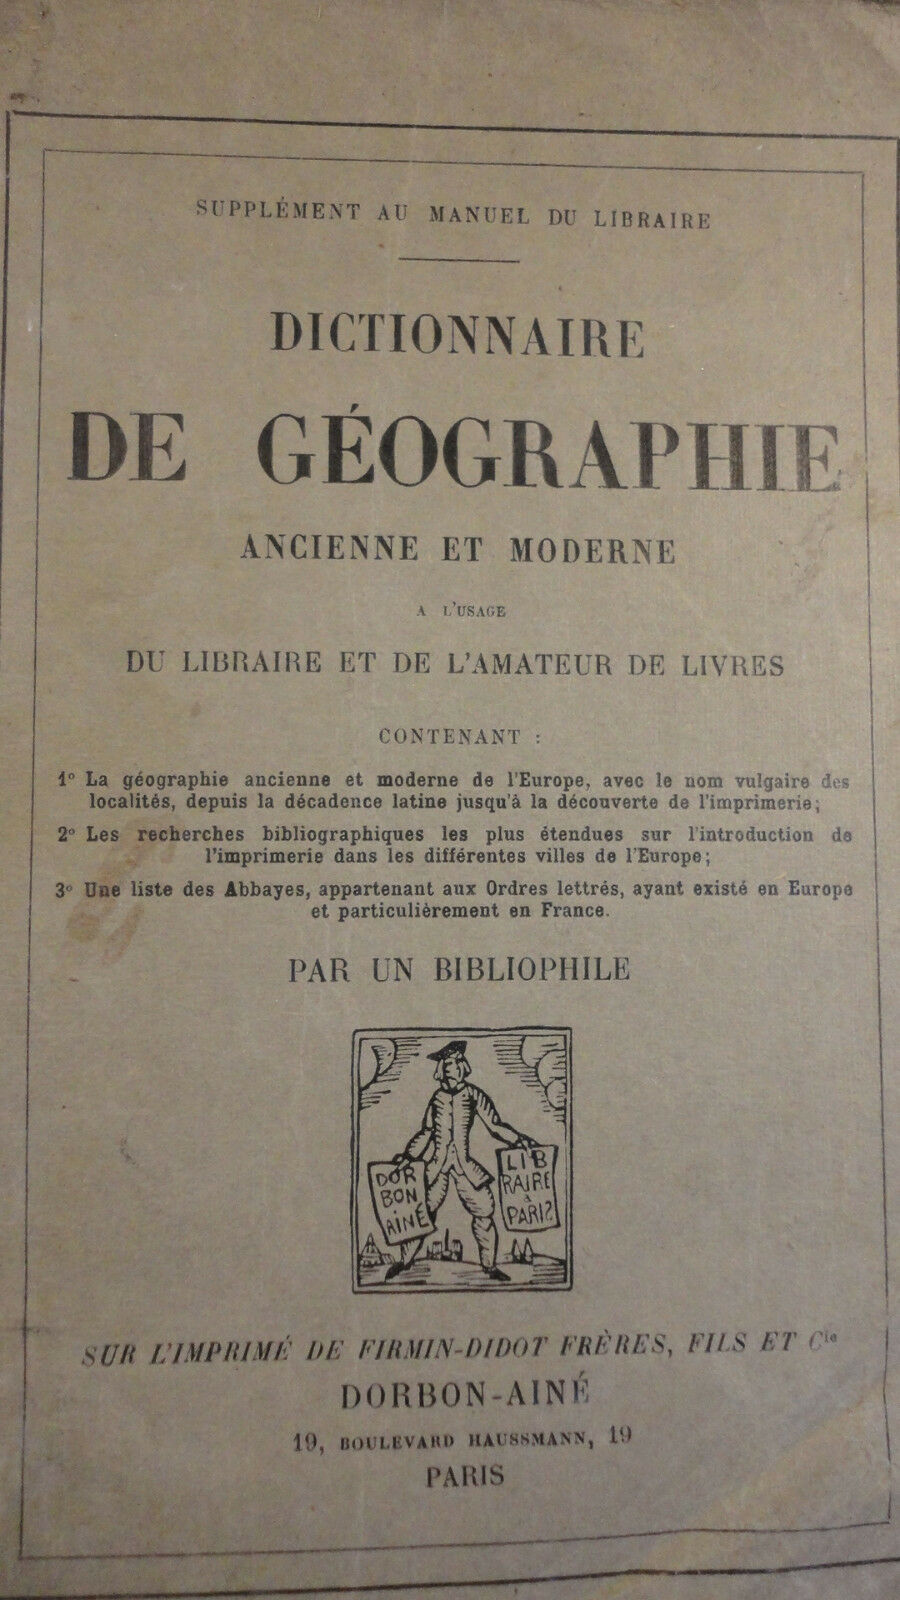 SUPPLÉMENT AU MANUEL DU LIBRAIRE
DICTIONNAIRE
DE GÉOGRAPHIE
ANCIENNE ET MODERNE
A L'USAGE
DU LIBRAIRE ET DE L'AMATEUR DE LIVRES
CONTENANT :
1° La géographie ancienne et moderne de l'Europe, avec le nom vulgaire des
localités, depuis la décadence latine jusqu'à la découverte de l'imprimerie;
2° Les recherches bibliographiques les plus étendues sur l'introduction de
l'imprimerie dans les différentes villes de l'Europe;
3° Une liste des Abbayes, appartenant aux Ordres lettrés, ayant existé en Europe
et particulièrement en France.
PAR UN BIBLIOPHILE
DOR
BON
AINÉ
LIB
RAIRE
À
PARIS
SUR L'IMPRIMÉ DE FIRMIN-DIDOT FRÈRES, FILS ET Cie
DORBON-AINÉ
19, BOULEVARD HAUSSMANN, 19
PARIS